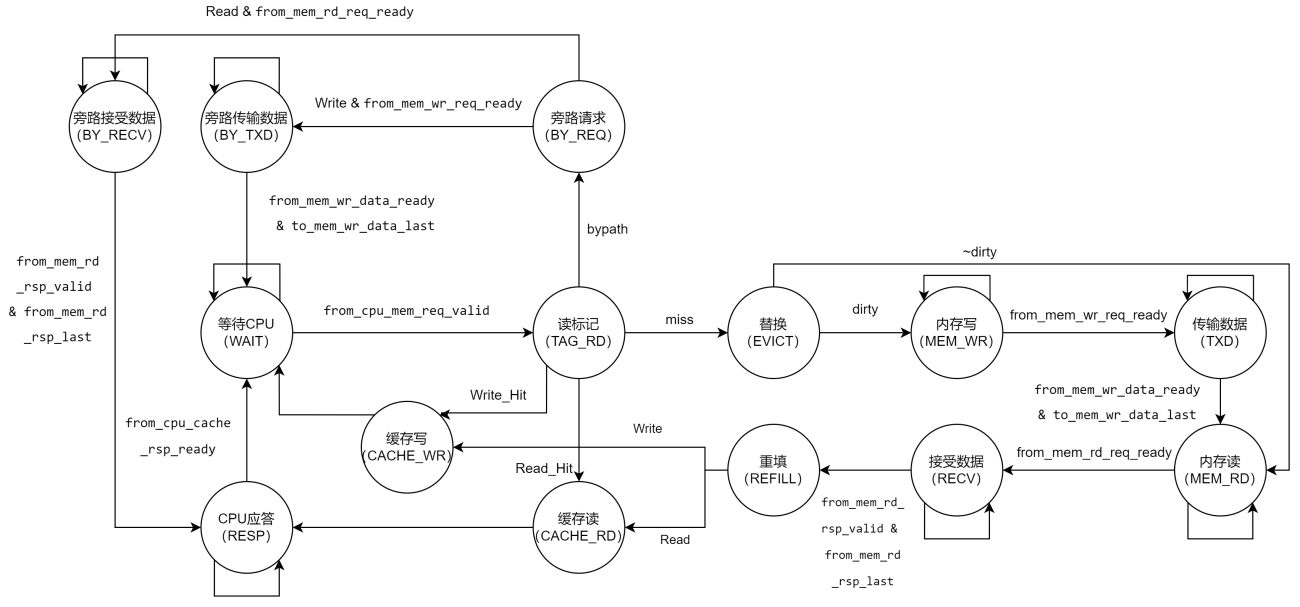 Read & from_mem_rd_req_ready
旁路接受数据
(BY_RECV)
旁路传输数据
(BY_TXD)
Write & from_mem_wr_req_ready
旁路请求
(BY_REQ)
from_mem_wr_data_ready
& to_mem_wr_data_last
bypath
from_mem_rd
_rsp_valid
& from_mem_rd
_rsp_last
~dirty
等待CPU
(WAIT)
from_cpu_mem_req_valid
读标记
(TAG_RD)
miss
替换
(EVICT)
dirty
内存写
(MEM_WR)
from_mem_wr_req_ready
传输数据
(TXD)
Write_Hit
from_mem_wr_data_ready
& to_mem_wr_data_last
from_cpu_cache
_rsp_ready
缓存写
(CACHE_WR)
Write
Read_Hit
重填
(REFILL)
接受数据
(RECV)
from_mem_rd_req_ready
内存读
(MEM_RD)
CPU应答
(RESP)
缓存读
(CACHE_RD)
Read
from_mem_rd_
rsp_valid &
from_mem_rd
_rsp_last